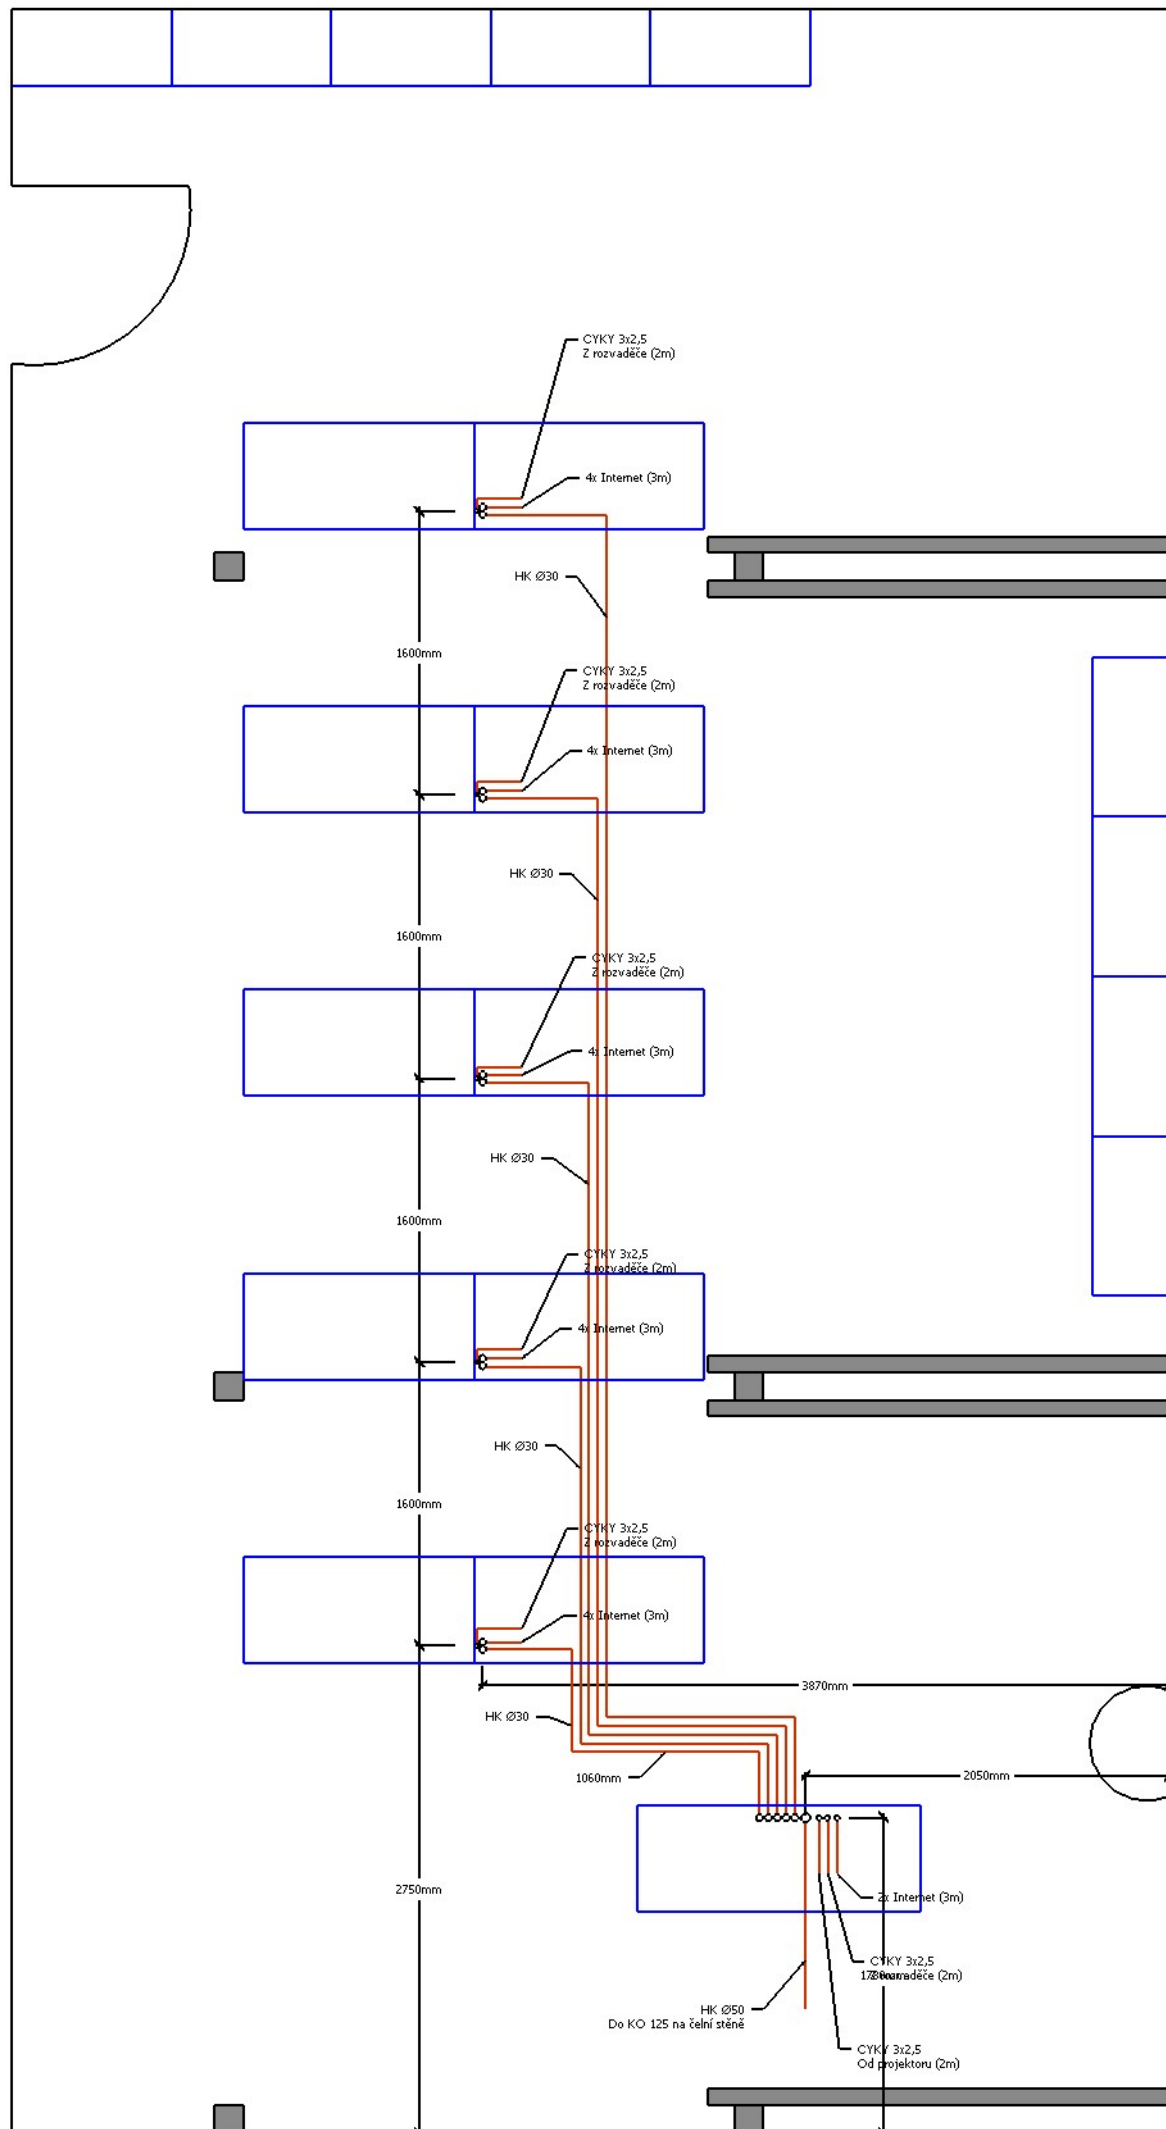 CYKY 3x2,5
Z rozvaděče (2m)
4x Internet (3m)
HK Ø30
1600mm
CYKY 3x2,5
Z rozvaděče (2m)
4x Internet (3m)
HK Ø30
1600mm
CYKY 3x2,5
Z rozvaděče (2m)
4x Internet (3m)
HK Ø30
1600mm
CYKY 3x2,5
Z rozvaděče (2m)
4x Internet (3m)
HK Ø30
1600mm
CYKY 3x2,5
Z rozvaděče (2m)
4x Internet (3m)
3870mm
HK Ø30
1060mm
2050mm
2750mm
2x Internet (3m)
CYKY 3x2,5
Z rozvaděče (2m)
HK Ø50
Do KO 125 na čelní stěně
CYKY 3x2,5
Od projektoru (2m)